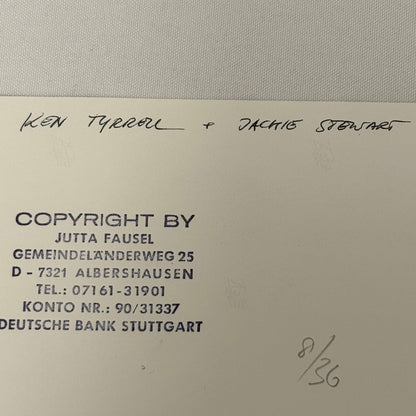 KEN TYRRELL + JACKIE STEWART
COPYRIGHT BY
JUTTA FAUSEL
GEMEINDELÄNDERWEG 25
D - 7321 ALBERSHAUSEN
TEL.: 07161-31901
KONTO NR.: 90/31337
DEUTSCHE BANK STUTTGART
8/36